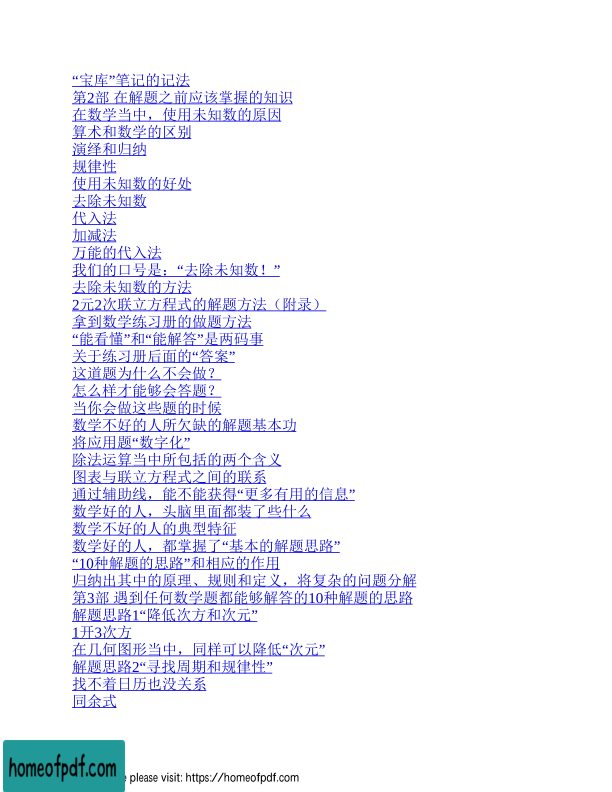 “宝库”笔记的记法
第2部 在解题之前应该掌握的知识
在数学当中，使用未知数的原因
算术和数学的区别
演绎和归纳
规律性
使用未知数的好处
去除未知数
代入法
加减法
万能的代入法
我们的口号是：“去除未知数！”
去除未知数的方法
2元2次联立方程式的解题方法（附录）
拿到数学练习册的做题方法
“能看懂”和“能解答”是两码事
关于练习册后面的“答案”
这道题为什么不会做？
怎么样才能够会答题？
当你会做这些题的时候
数学不好的人所欠缺的解题基本功
将应用题“数字化”
除法运算当中所包括的两个含义
图表与联立方程式之间的联系
通过辅助线，能不能获得“更多有用的信息”
数学好的人，头脑里面都装了些什么
数学不好的人的典型特征
数学好的人，都掌握了“基本的解题思路”
“10种解题的思路”和相应的作用
归纳出其中的原理、规则和定义，将复杂的问题分解
第3部 遇到任何数学题都能够解答的10种解题的思路
解题思路1“降低次方和次元”
1开3次方
在几何图形当中，同样可以降低“次元”
解题思路2“寻找周期和规律性”
找不着日历也没关系
同余式
homeofpdf.com
e please visit: https://homeofpdf.com